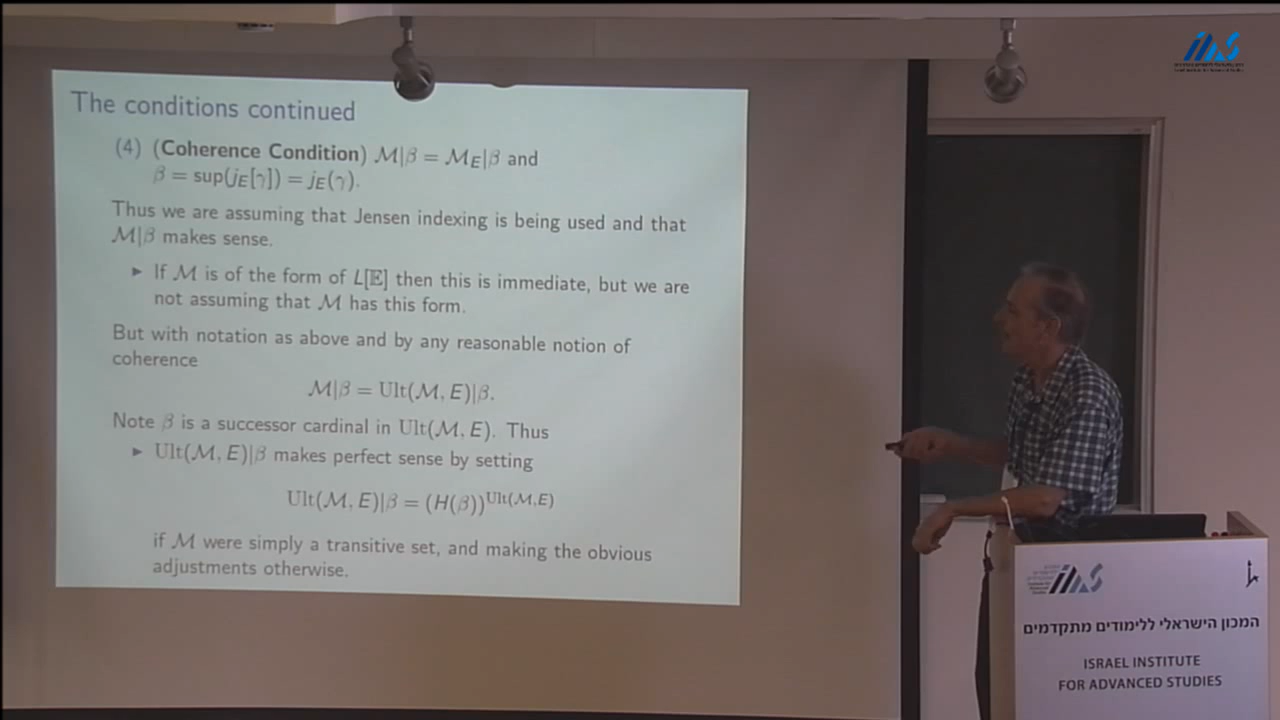 The conditions continued
(4) (Coherence Condition) ℳ|β = ℳ_E|β and
β = sup(j_E[γ]) = j_E(γ).
Thus we are assuming that Jensen indexing is being used and that
ℳ|β makes sense.
▶ If ℳ is of the form of L[𝔼] then this is immediate, but we are
not assuming that ℳ has this form.
But with notation as above and by any reasonable notion of
coherence
ℳ|β = Ult(ℳ, E)|β.
Note β is a successor cardinal in Ult(ℳ, E). Thus
▶ Ult(ℳ, E)|β makes perfect sense by setting
Ult(ℳ, E)|β = (H(β))^Ult(ℳ,E)
if ℳ were simply a transitive set, and making the obvious
adjustments otherwise.
IIAS
IIAS
המכון הישראלי ללימודים מתקדמים
ISRAEL INSTITUTE
FOR ADVANCED STUDIES